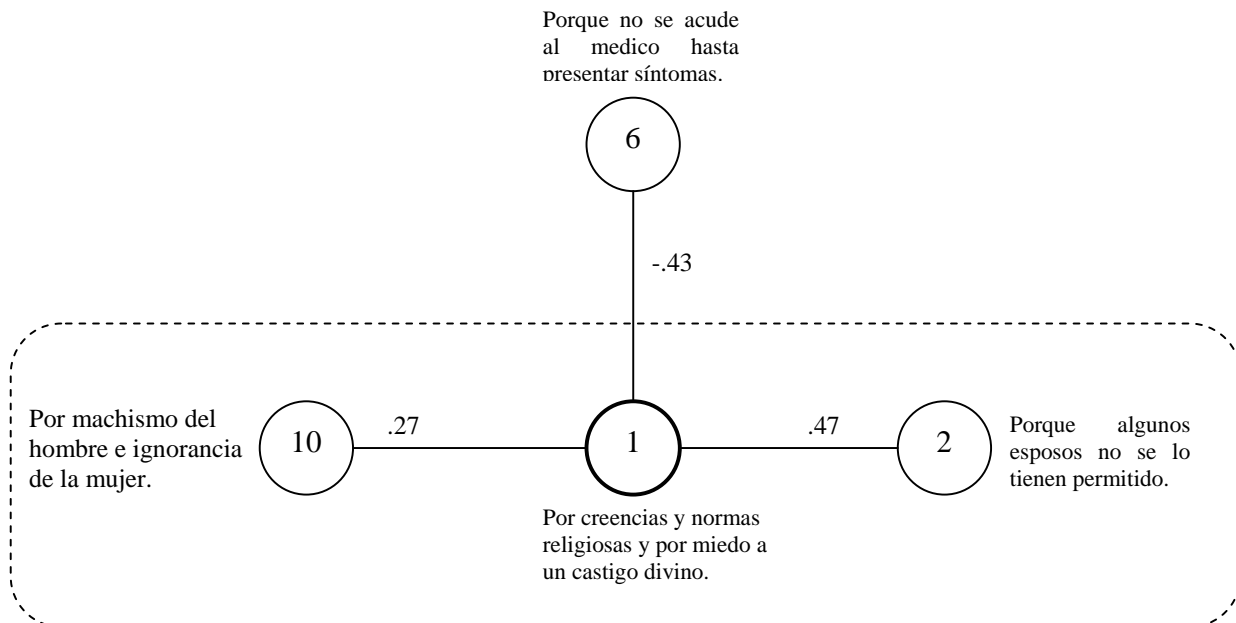 Porque no se acude
al medico hasta
presentar síntomas.
6
-.43
Por machismo del
hombre e ignorancia
de la mujer.
10
.27
1
.47
2
Porque algunos
esposos no se lo
tienen permitido.
Por creencias y normas
religiosas y por miedo a
un castigo divino.